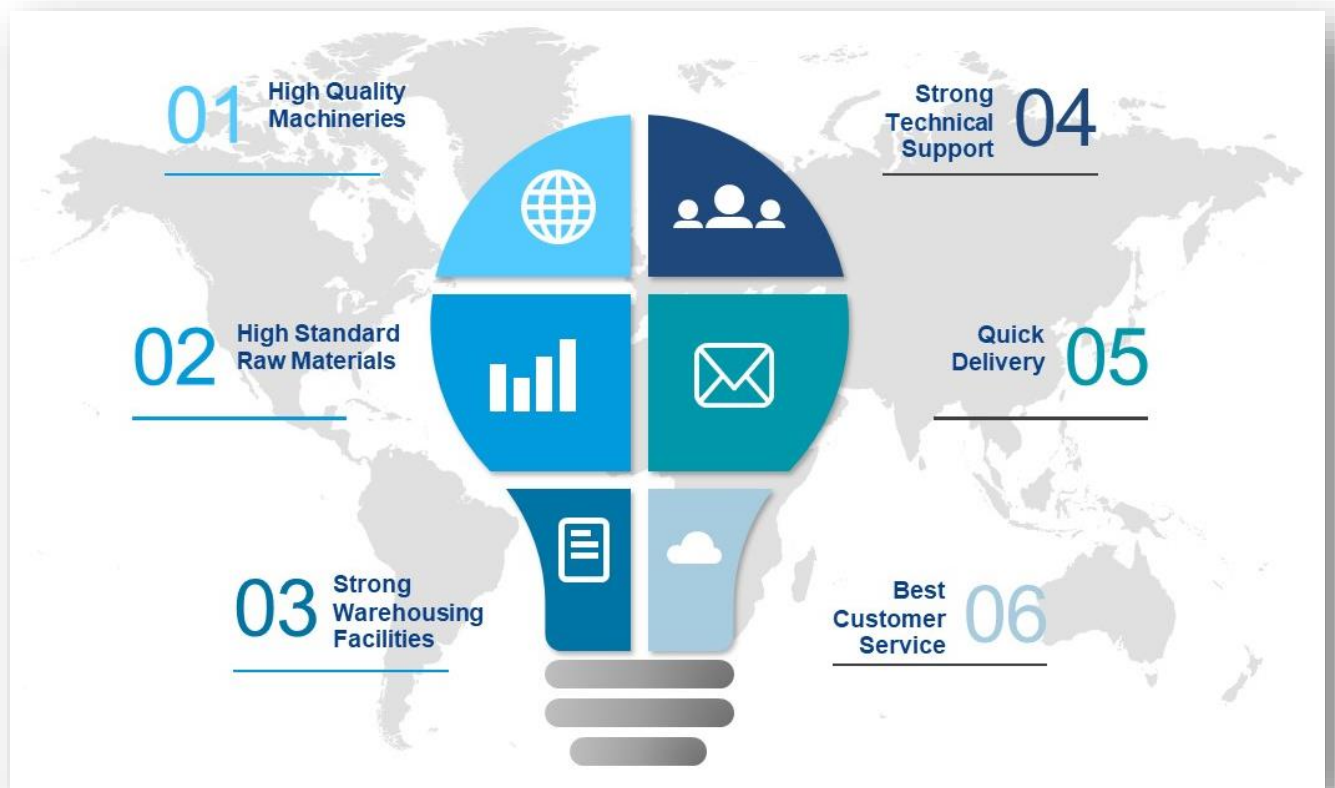 01
High Quality
Machineries
02
High Standard
Raw Materials
03
Strong
Warehousing
Facilities
Strong
Technical
Support
04
Quick
Delivery
05
Best
Customer
Service
06